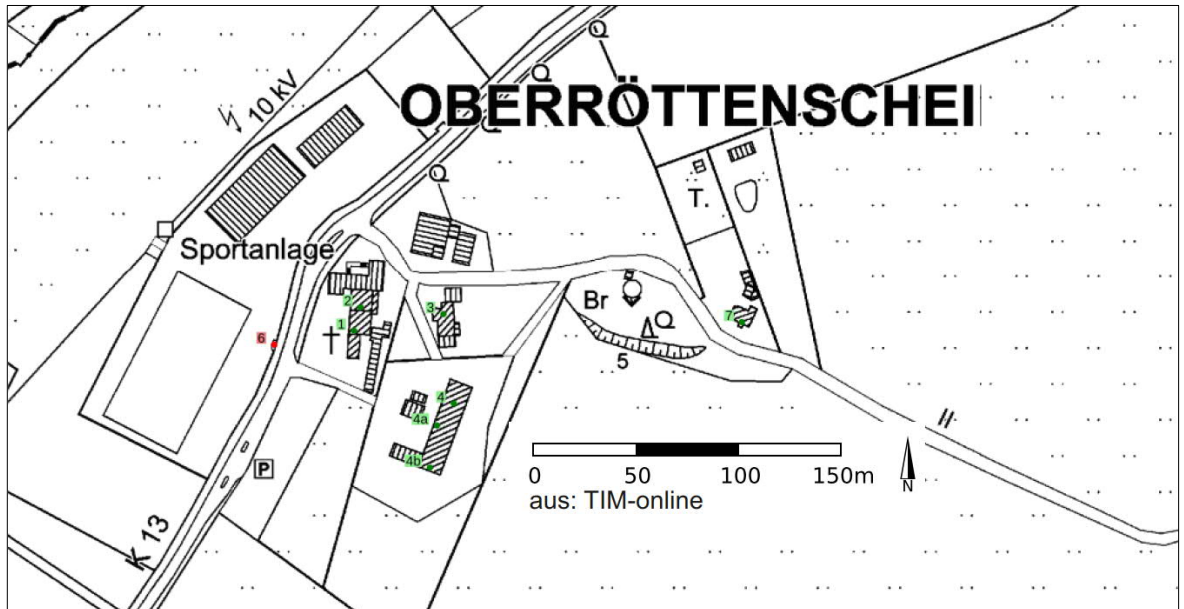 10 kV
Q
Q
OBERRÖTTENSCHEI
Q
Q
T.
Sportanlage
2
1
3
6
Br
Q
7
5
4
4a
4b
P
K 13
0 50 100 150m
aus: TIM-online
N